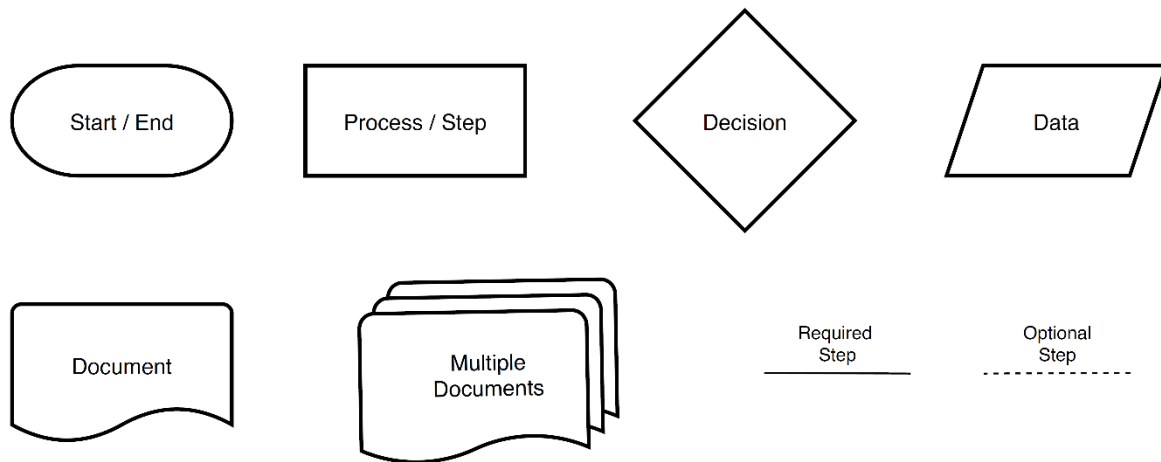 Start / End
Process / Step
Decision
Data
Document
Multiple
Documents
Required
Step
Optional
Step